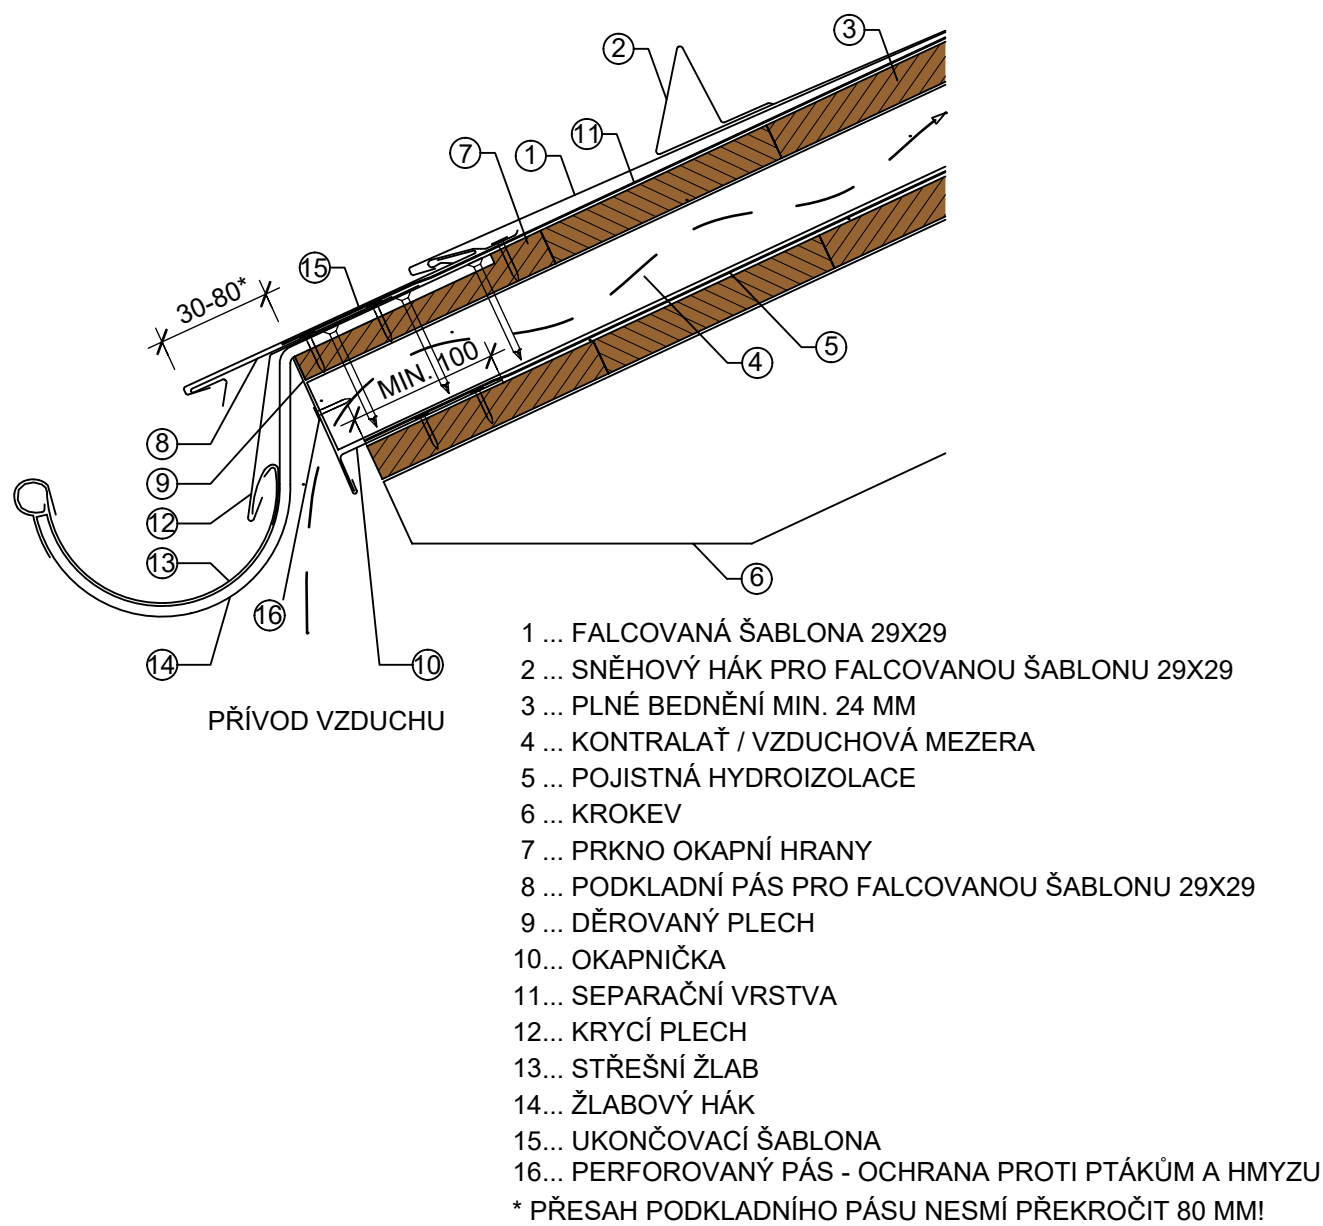 3
2
11
7
1
15
30-80*
5
4
MIN. 100
8
9
12
13
6
16
14
10
PŘÍVOD VZDUCHU
1 ... FALCOVANÁ ŠABLONA 29X29
2 ... SNĚHOVÝ HÁK PRO FALCOVANOU ŠABLONU 29X29
3 ... PLNÉ BEDNĚNÍ MIN. 24 MM
4 ... KONTRALAŤ / VZDUCHOVÁ MEZERA
5 ... POJISTNÁ HYDROIZOLACE
6 ... KROKEV
7 ... PRKNO OKAPNÍ HRANY
8 ... PODKLADNÍ PÁS PRO FALCOVANOU ŠABLONU 29X29
9 ... DĚROVANÝ PLECH
10... OKAPNIČKA
11... SEPARAČNÍ VRSTVA
12... KRYCÍ PLECH
13... STŘEŠNÍ ŽLAB
14... ŽLABOVÝ HÁK
15... UKONČOVACÍ ŠABLONA
16... PERFOROVANÝ PÁS - OCHRANA PROTI PTÁKŮM A HMYZU
* PŘESAH PODKLADNÍHO PÁSU NESMÍ PŘEKROČIT 80 MM!